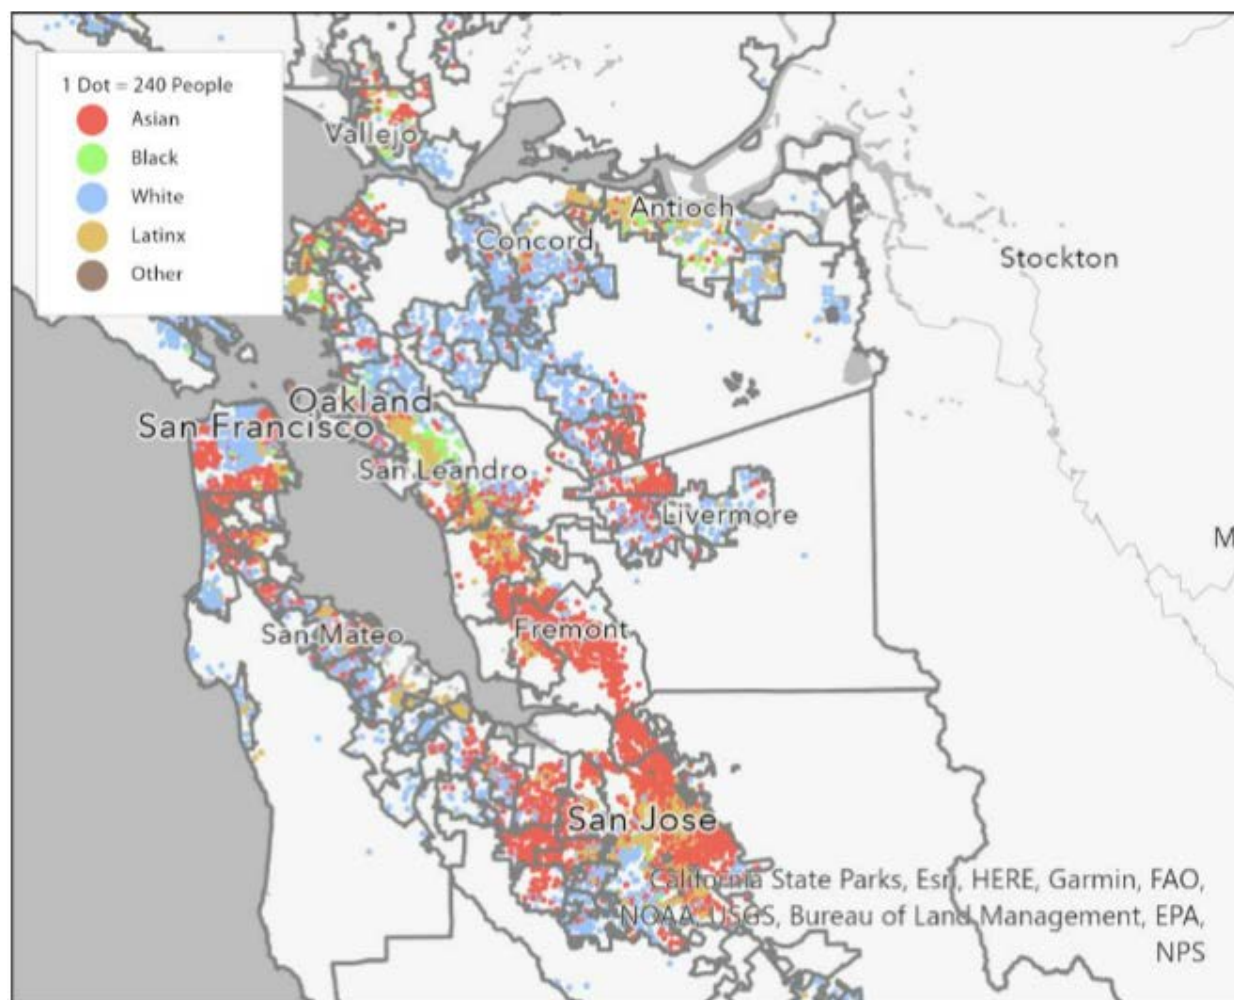 1 Dot = 240 People
Asian
Black
White
Latinx
Other
Vallejo
Antioch
Concord
Stockton
Oakland
San Francisco
San Leandro
Livermore
M
Fremont
San Mateo
San Jose
California State Parks, Esri, HERE, Garmin, FAO,
NOAA, USGS, Bureau of Land Management, EPA,
NPS